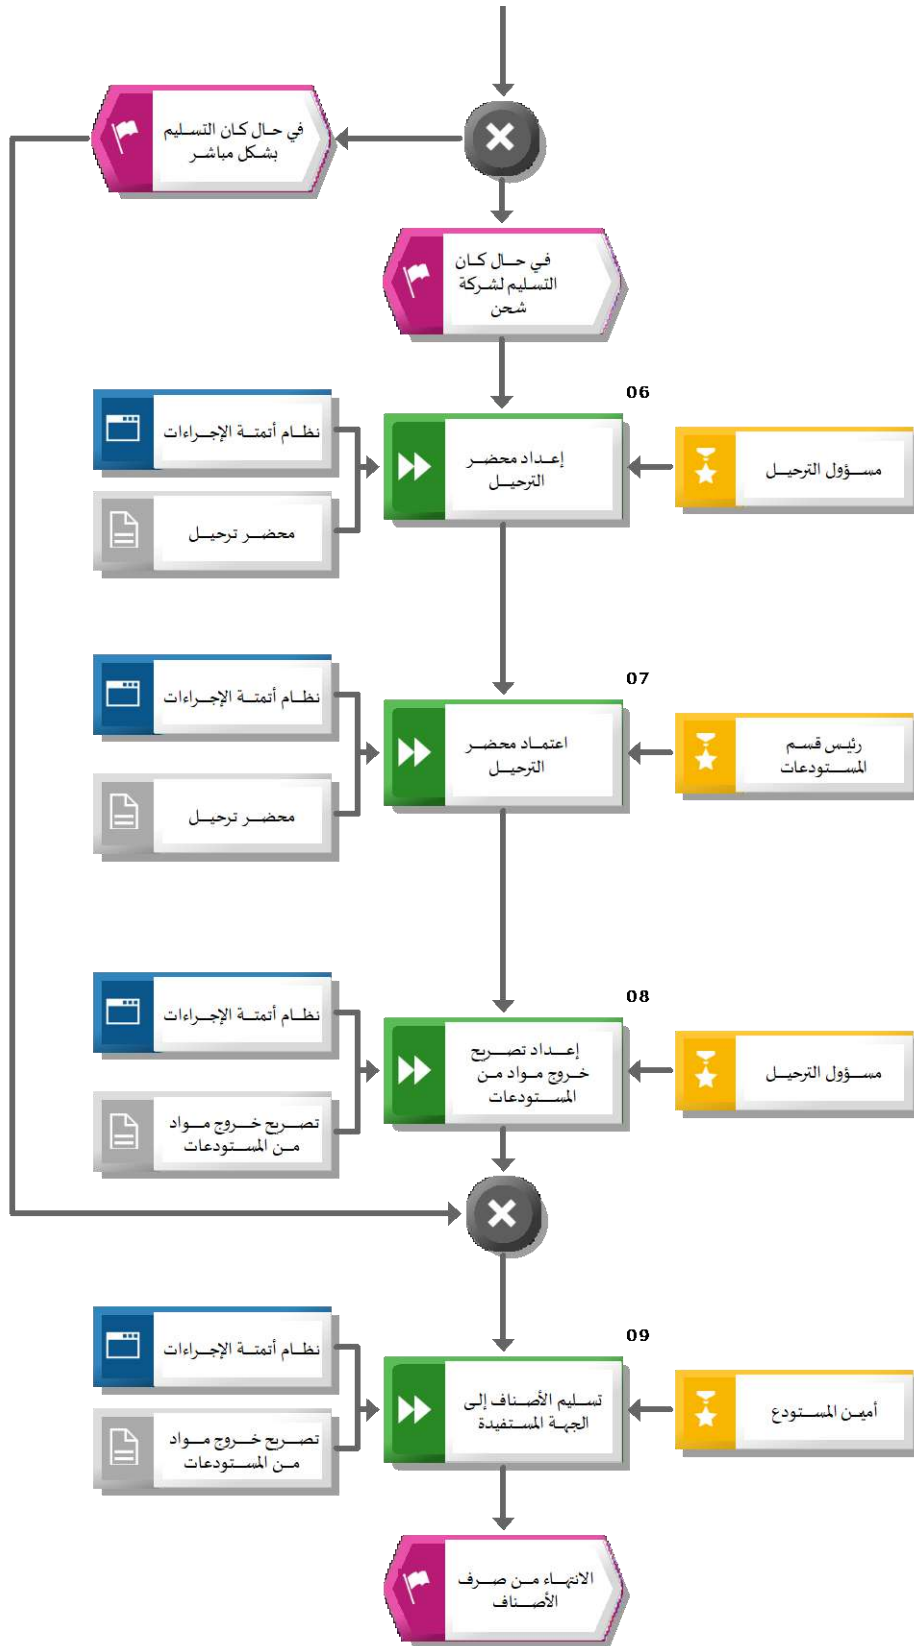 في حال كان التسليم
بشكل مباشر
في حال كان
التسليم لشركة
شحن
06
مسؤول الترحيل
إعداد محضر
الترحيل
نظام أتمتة الإجراءات
محضر ترحيل
07
رئيس قسم
المستودعات
اعتماد محضر
الترحيل
نظام أتمتة الإجراءات
محضر ترحيل
08
مسؤول الترحيل
إعداد تصريح
خروج مواد من
المستودعات
نظام أتمتة الإجراءات
تصريح خروج مواد
من المستودعات
09
أمين المستودع
تسليم الأصناف إلى
الجهة المستفيدة
نظام أتمتة الإجراءات
تصريح خروج مواد
من المستودعات
الانتهاء من صرف
الأصناف